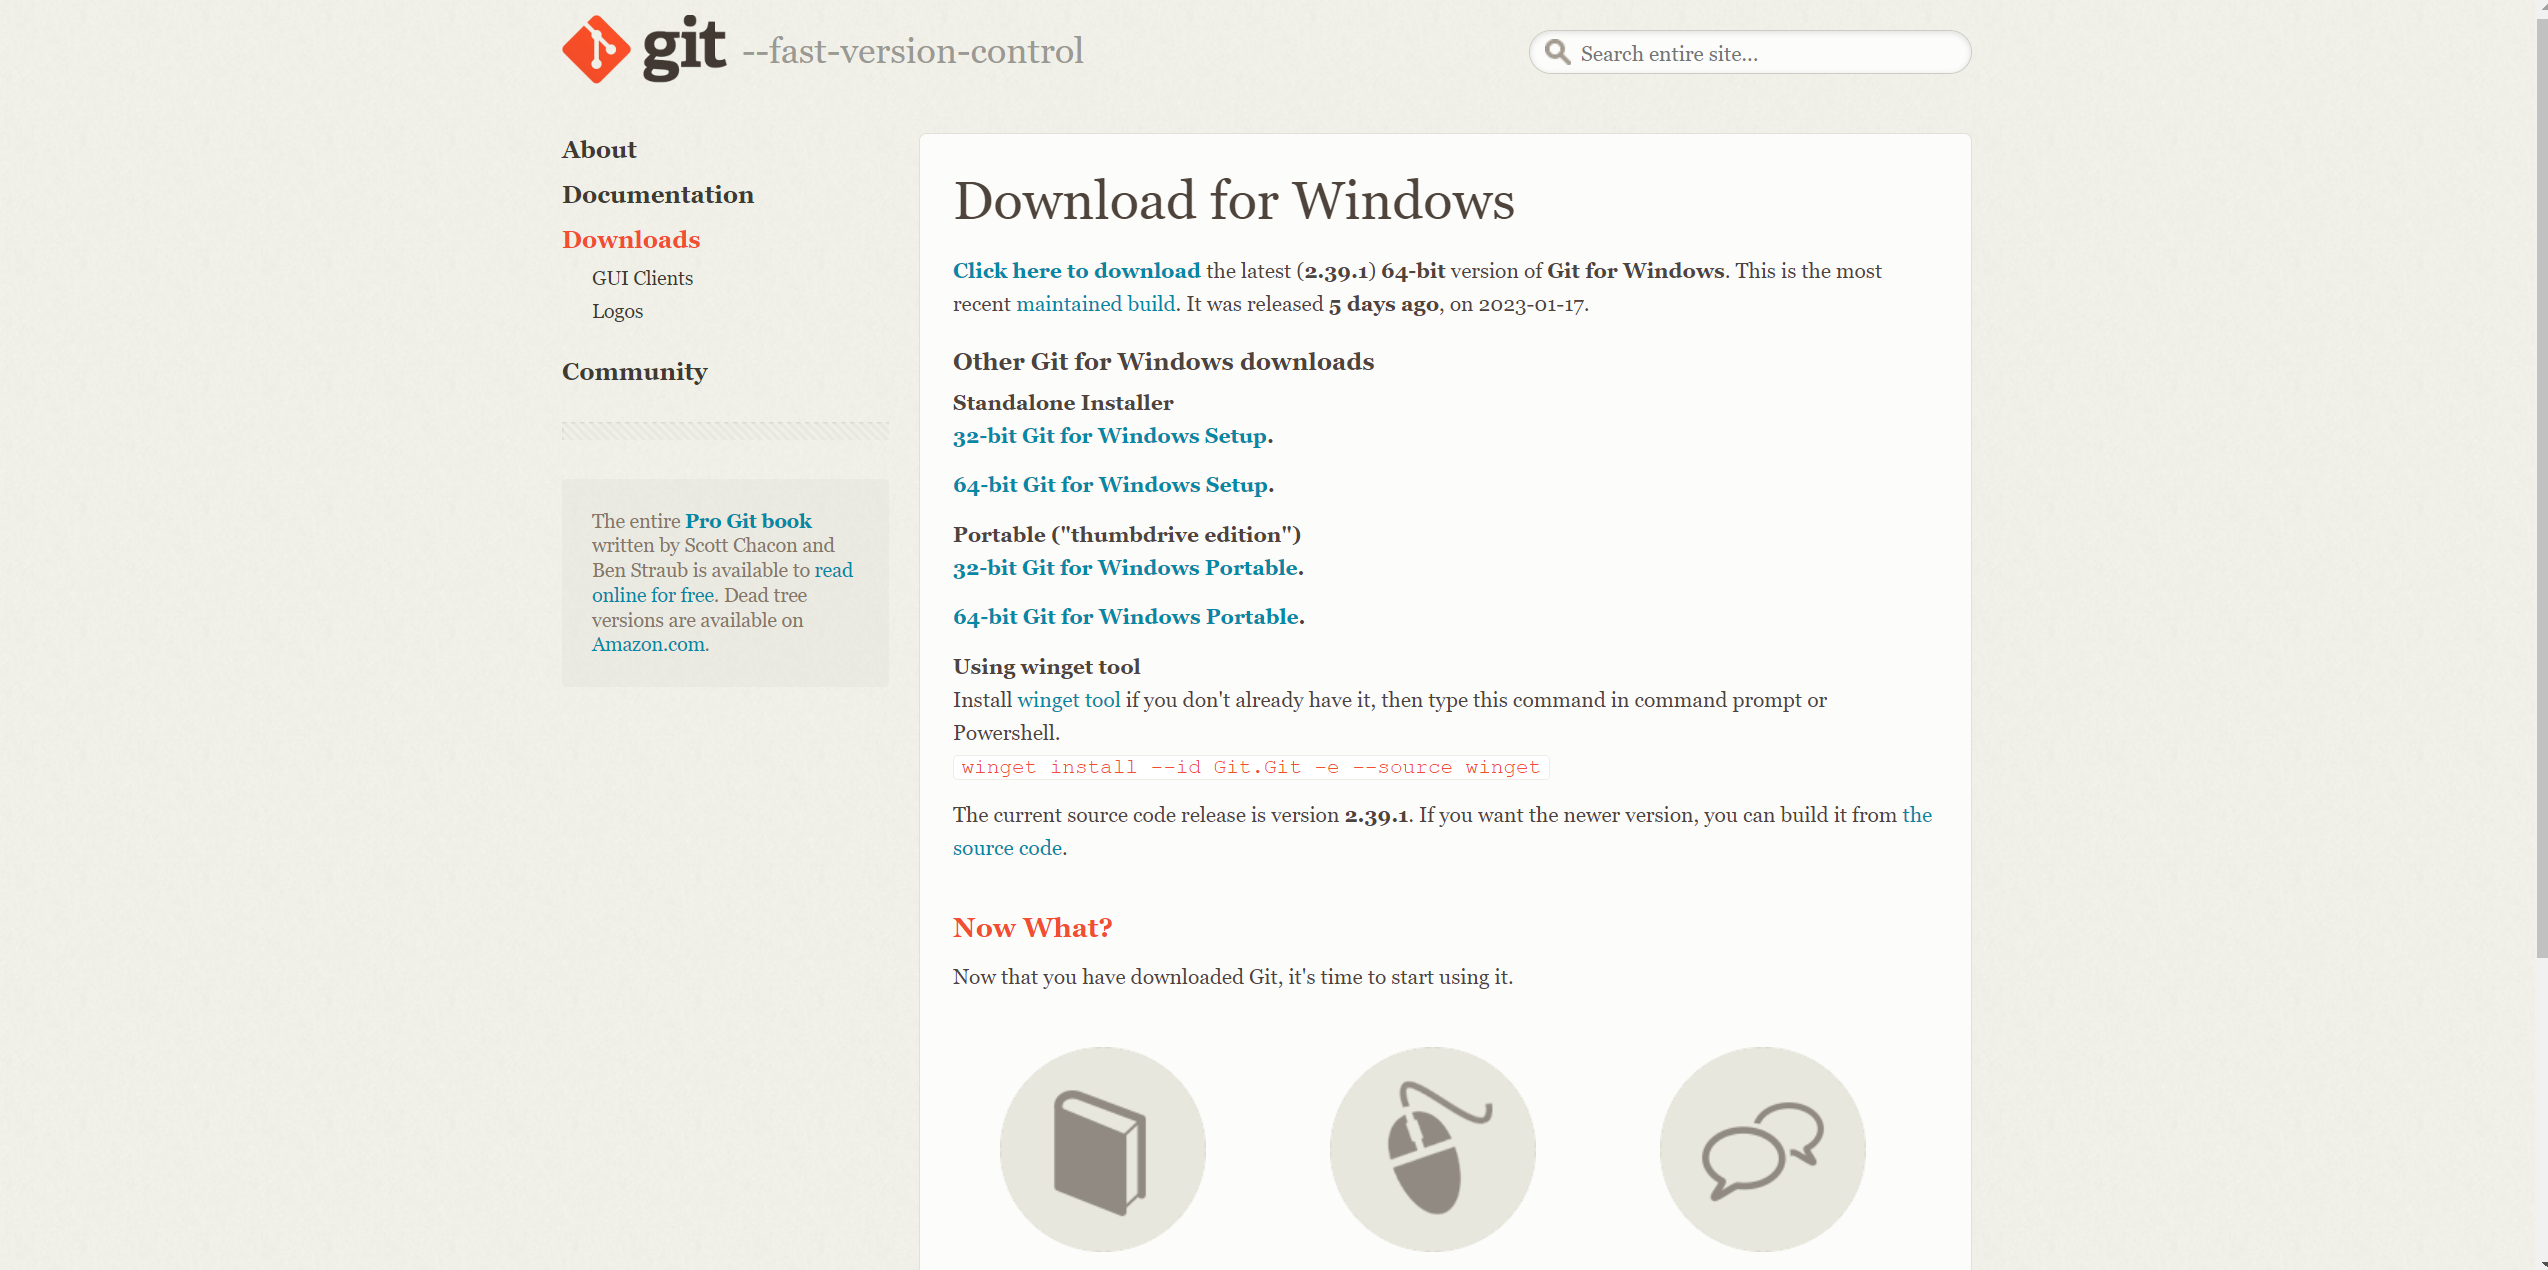 git --fast-version-control
Search entire site...
About
Documentation
Downloads
GUI Clients
Logos
Community
The entire Pro Git book
written by Scott Chacon and
Ben Straub is available to read
online for free. Dead tree
versions are available on
Amazon.com.
Download for Windows
Click here to download the latest (2.39.1) 64-bit version of Git for Windows. This is the most
recent maintained build. It was released 5 days ago, on 2023-01-17.
Other Git for Windows downloads
Standalone Installer
32-bit Git for Windows Setup.
64-bit Git for Windows Setup.
Portable ("thumbdrive edition")
32-bit Git for Windows Portable.
64-bit Git for Windows Portable.
Using winget tool
Install winget tool if you don't already have it, then type this command in command prompt or
Powershell.
winget install --id Git.Git -e --source winget
The current source code release is version 2.39.1. If you want the newer version, you can build it from the
source code.
Now What?
Now that you have downloaded Git, it's time to start using it.